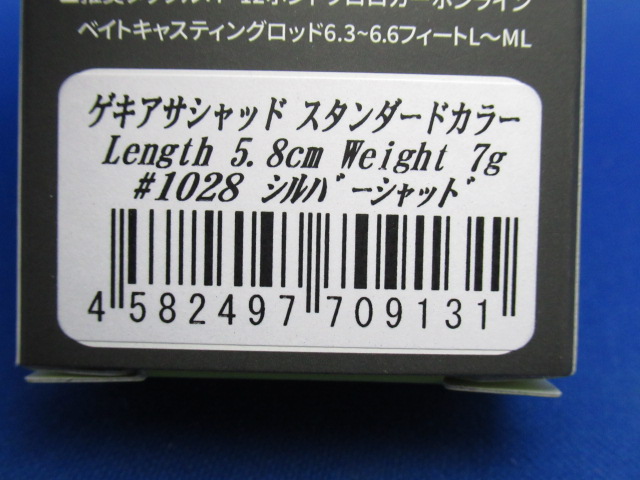 ベイトキャスティングロッド6.3~6.6フィートL〜ML
ゲキアサシャッド スタンダードカラー
Length 5.8cm Weight 7g
#1028 シルバーシャッド
4 582497 709131